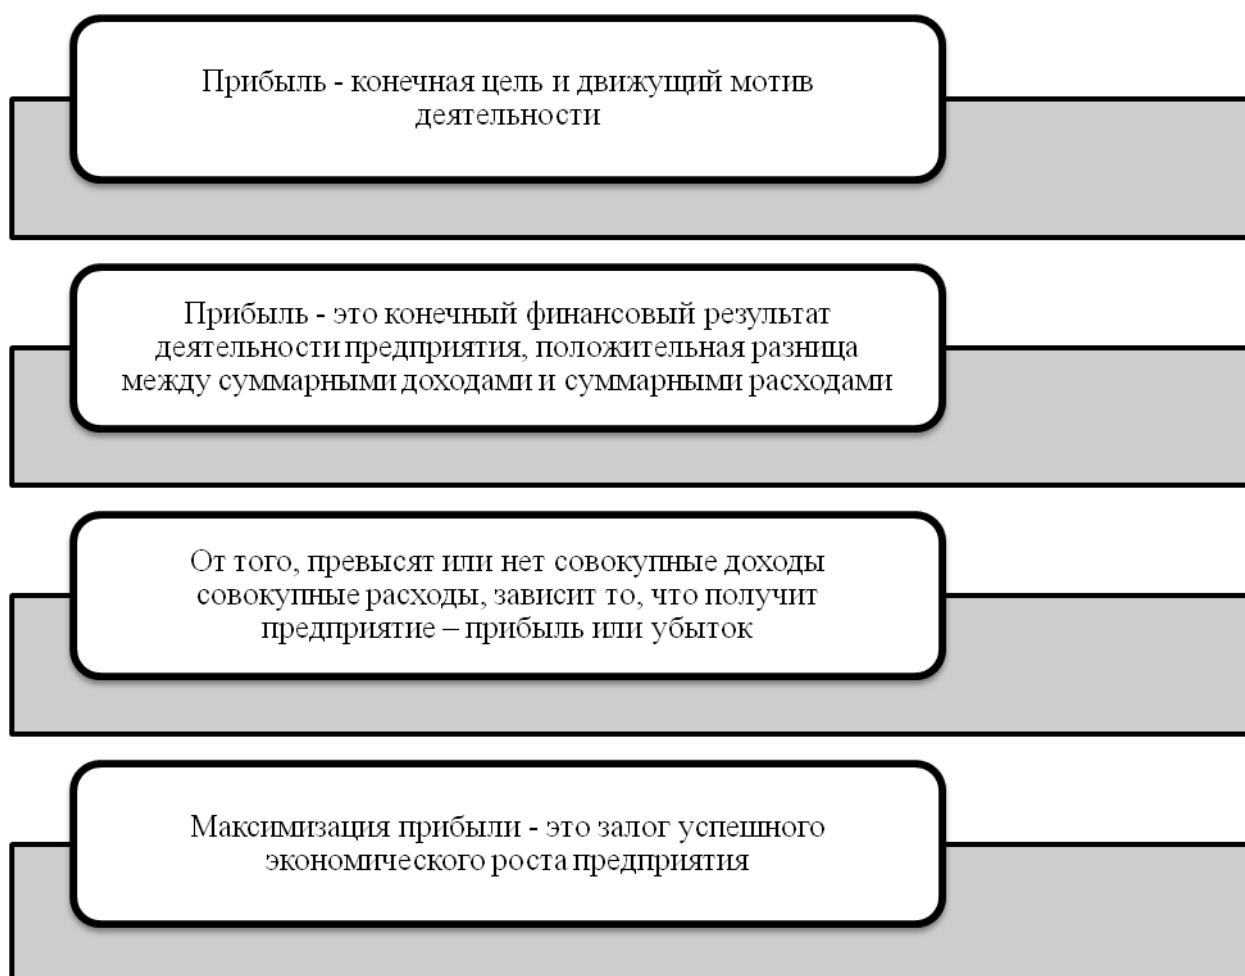 Прибыль - конечная цель и движущий мотив
деятельности
Прибыль - это конечный финансовый результат
деятельности предприятия, положительная разница
между суммарными доходами и суммарными расходами
От того, превысят или нет совокупные доходы
совокупные расходы, зависит то, что получит
предприятие – прибыль или убыток
Максимизация прибыли - это залог успешного
экономического роста предприятия